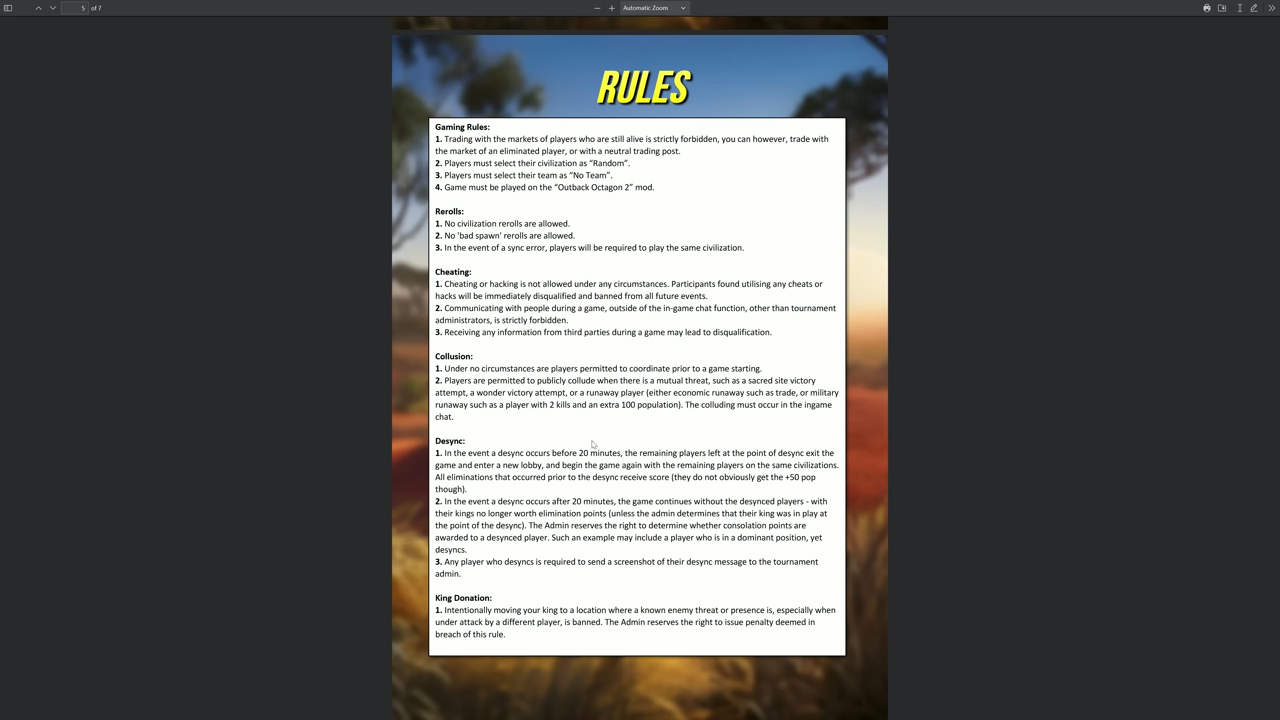 5 of 7
Automatic Zoom
RULES
Gaming Rules:
1. Trading with the markets of players who are still alive is strictly forbidden, you can however, trade with
the market of an eliminated player, or with a neutral trading post.
2. Players must select their civilization as “Random”.
3. Players must select their team as “No Team”.
4. Game must be played on the “Outback Octagon 2” mod.
Rerolls:
1. No civilization rerolls are allowed.
2. No 'bad spawn' rerolls are allowed.
3. In the event of a sync error, players will be required to play the same civilization.
Cheating:
1. Cheating or hacking is not allowed under any circumstances. Participants found utilising any cheats or
hacks will be immediately disqualified and banned from all future events.
2. Communicating with people during a game, outside of the in-game chat function, other than tournament
administrators, is strictly forbidden.
3. Receiving any information from third parties during a game may lead to disqualification.
Collusion:
1. Under no circumstances are players permitted to coordinate prior to a game starting.
2. Players are permitted to publicly collude when there is a mutual threat, such as a sacred site victory
attempt, a wonder victory attempt, or a runaway player (either economic runaway such as trade, or military
runaway such as a player with 2 kills and an extra 100 population). The colluding must occur in the ingame
chat.
Desync:
1. In the event a desync occurs before 20 minutes, the remaining players left at the point of desync exit the
game and enter a new lobby, and begin the game again with the remaining players on the same civilizations.
All eliminations that occurred prior to the desync receive score (they do not obviously get the +50 pop
though).
2. In the event a desync occurs after 20 minutes, the game continues without the desynced players - with
their kings no longer worth elimination points (unless the admin determines that their king was in play at
the point of the desync). The Admin reserves the right to determine whether consolation points are
awarded to a desynced player. Such an example may include a player who is in a dominant position, yet
desyncs.
3. Any player who desyncs is required to send a screenshot of their desync message to the tournament
admin.
King Donation:
1. Intentionally moving your king to a location where a known enemy threat or presence is, especially when
under attack by a different player, is banned. The Admin reserves the right to issue penalty deemed in
breach of this rule.